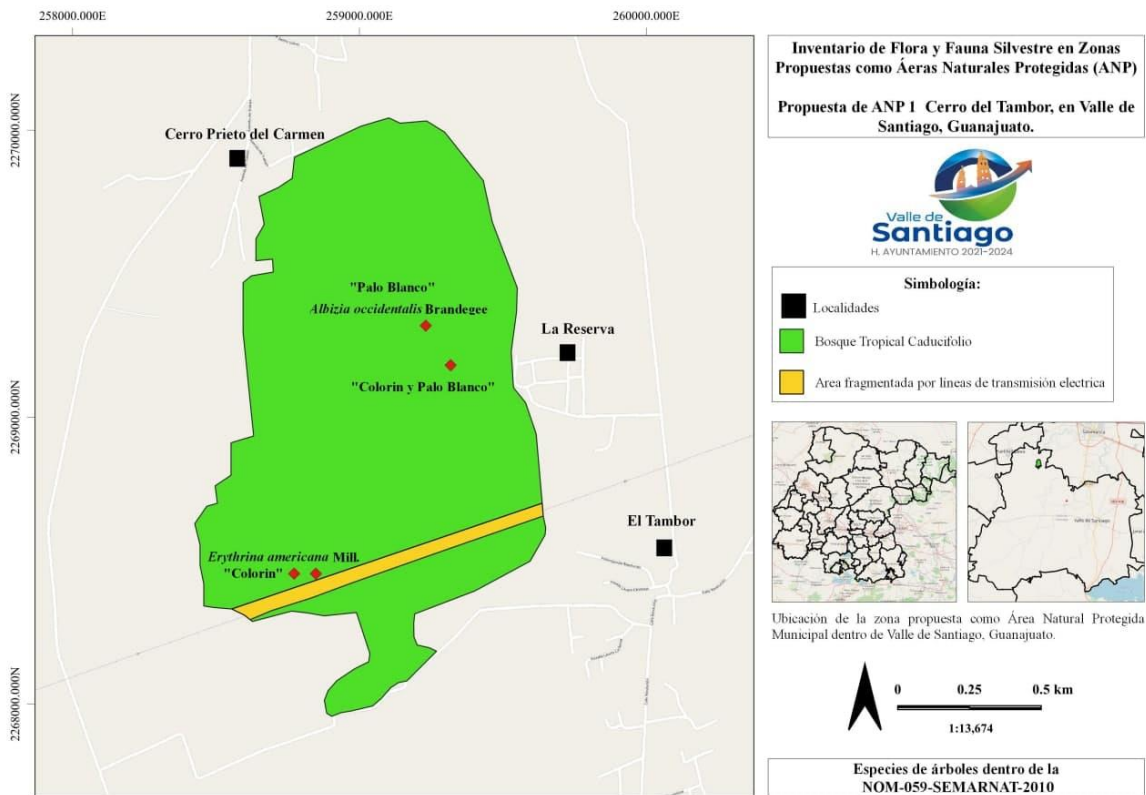 258000.000E
259000.000E
260000.000E
2270000.000N
2269000.000N
2268000.000N
Cerro Prieto del Carmen
"Palo Blanco"
Albizia occidentalis Brandegee
"Colorin y Palo Blanco"
La Reserva
El Tambor
Erythrina americana Mill.
"Colorin"
Inventario de Flora y Fauna Silvestre en Zonas
Propuestas como Áeras Naturales Protegidas (ANP)
Propuesta de ANP 1 Cerro del Tambor, en Valle de
Santiago, Guanajuato.
Valle de
Santiago
H. AYUNTAMIENTO 2021-2024
Simbología:
Localidades
Bosque Tropical Caducifolio
Area fragmentada por líneas de transmisión electrica
Valle de Santiago
Ubicación de la zona propuesta como Área Natural Protegida
Municipal dentro de Valle de Santiago, Guanajuato.
0 0.25 0.5 km
1:13,674
Especies de árboles dentro de la
NOM-059-SEMARNAT-2010